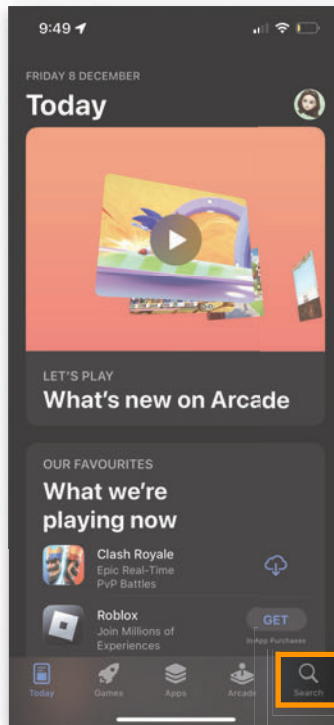 9:49
FRIDAY 8 DECEMBER
Today
LET'S PLAY
What's new on Arcade
OUR FAVOURITES
What we're
playing now
Clash Royale
Epic Real-Time
PvP Battles
Roblox
Join Millions of
Experiences
GET
In-App Purchases
Today
Games
Apps
Arcade
Search